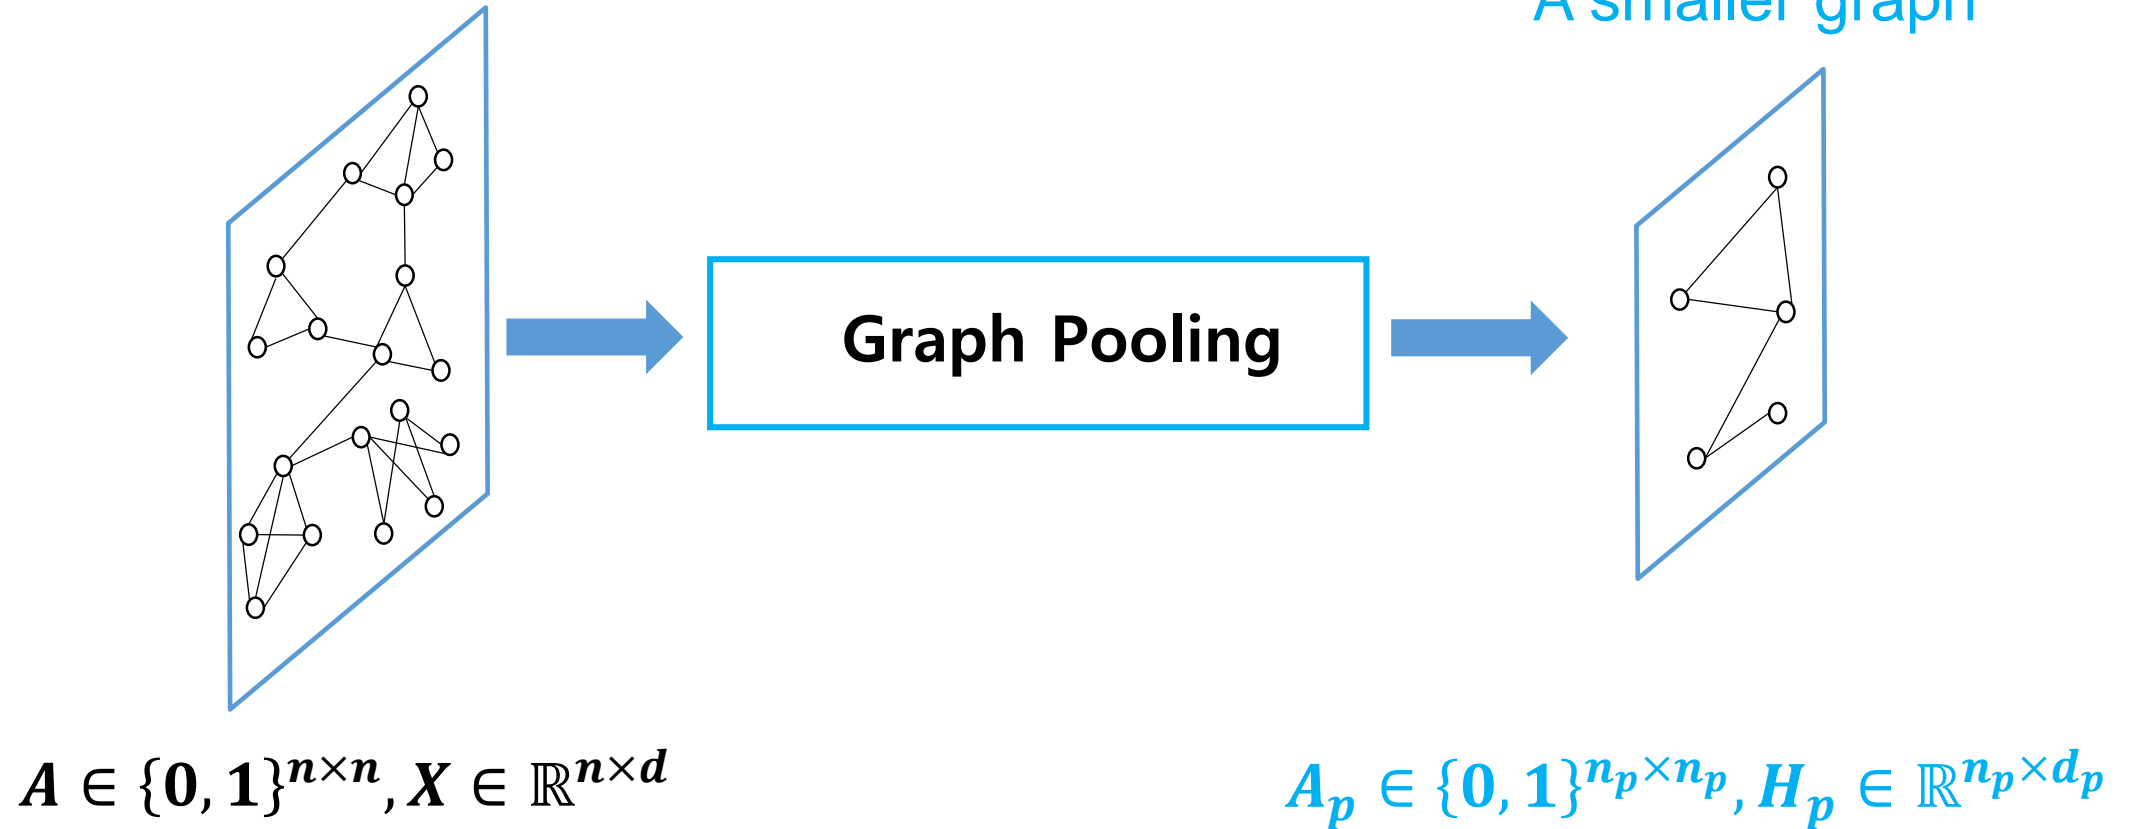 A smaller graph
Graph Pooling
A ∈ {0, 1}^{n×n}, X ∈ ℝ^{n×d}
A_p ∈ {0, 1}^{n_p×n_p}, H_p ∈ ℝ^{n_p×d_p}